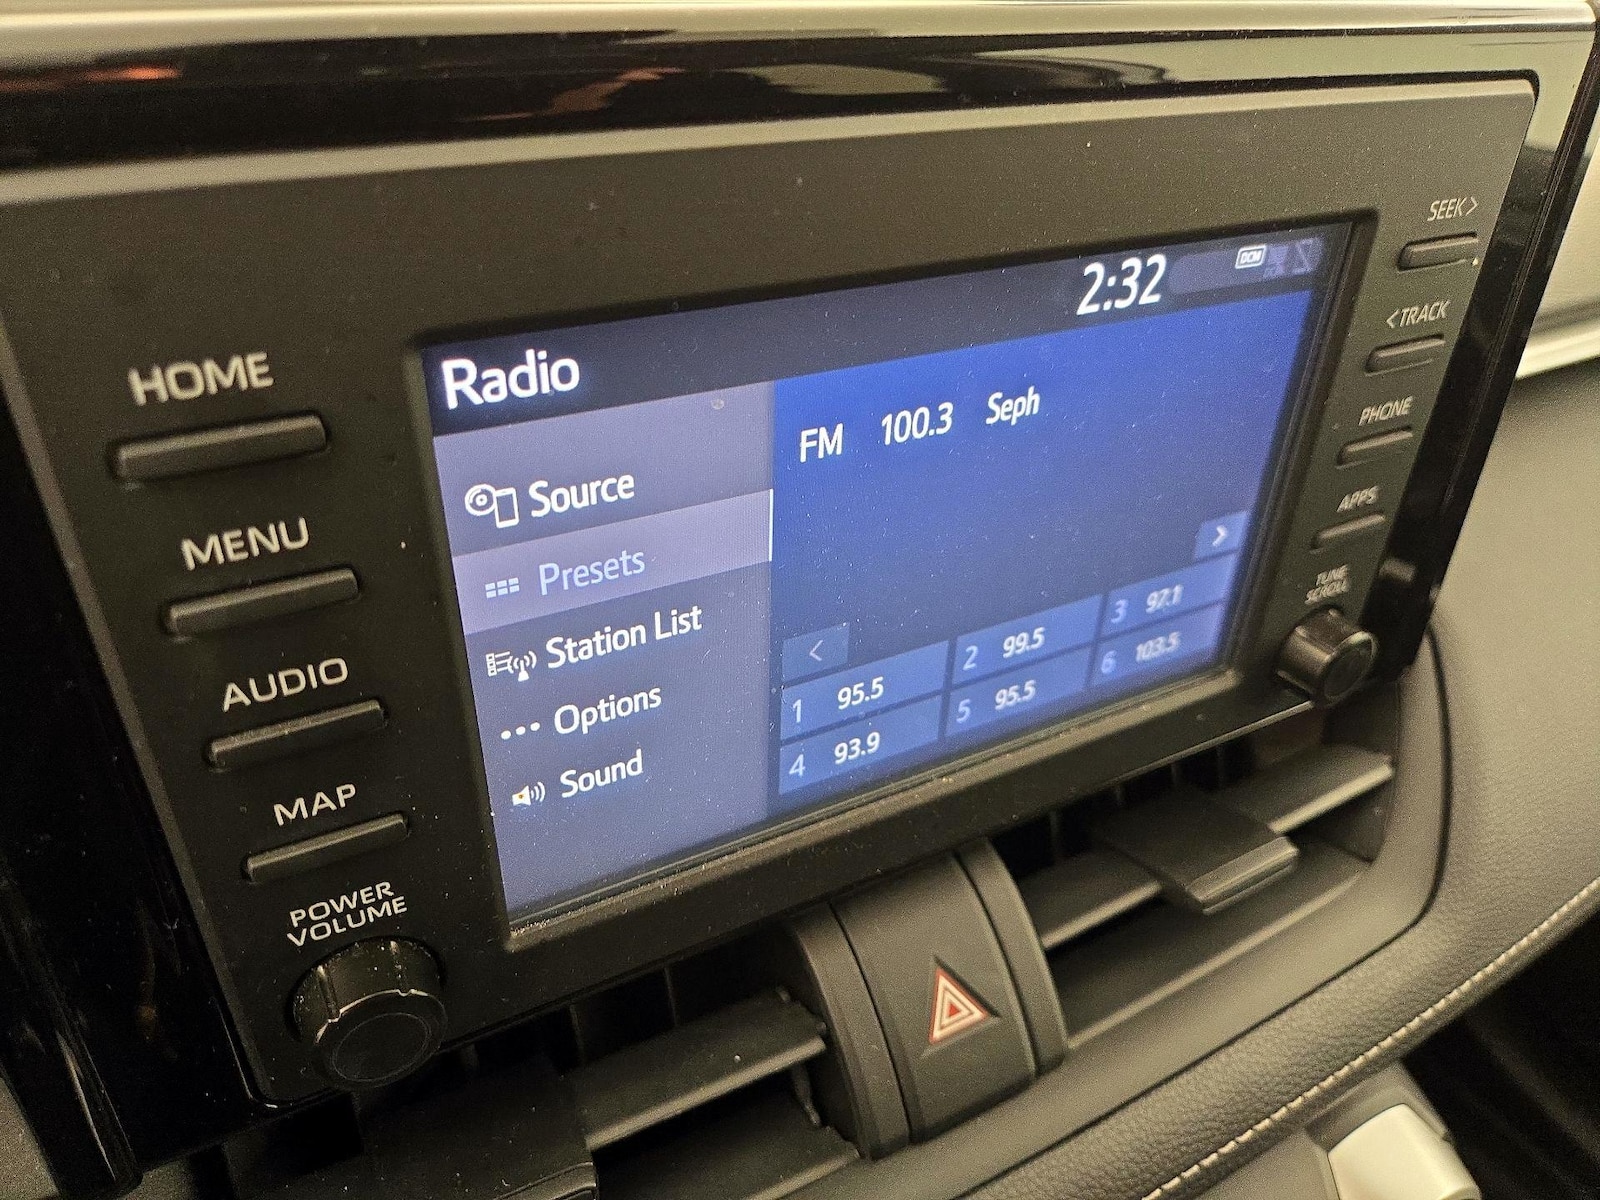 HOME
MENU
AUDIO
MAP
POWER
VOLUME
Radio
2:32
DCM
Source
Presets
Station List
Options
Sound
FM 100.3 Seph
<
>
1 95.5
2 99.5
3 97.1
4 93.9
5 95.5
6 103.5
SEEK>
<TRACK
PHONE
APPS
TUNE
SCROLL